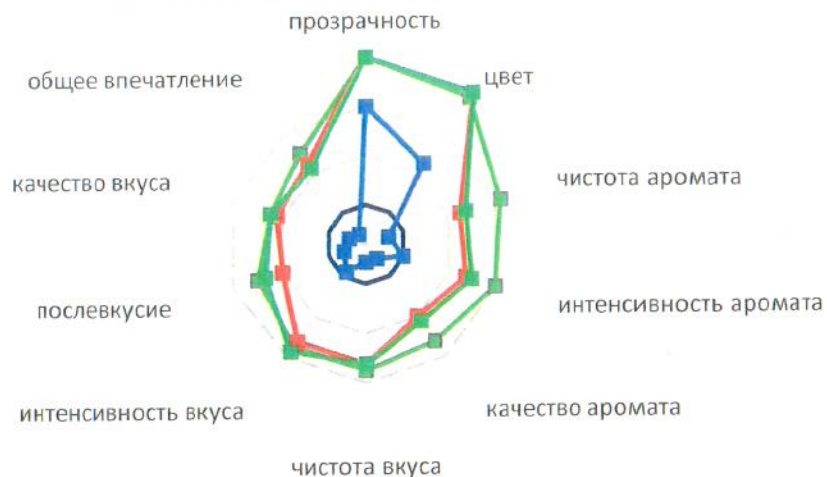 прозрачность
цвет
чистота аромата
интенсивность аромата
качество аромата
чистота вкуса
интенсивность вкуса
послевкусие
качество вкуса
общее впечатление